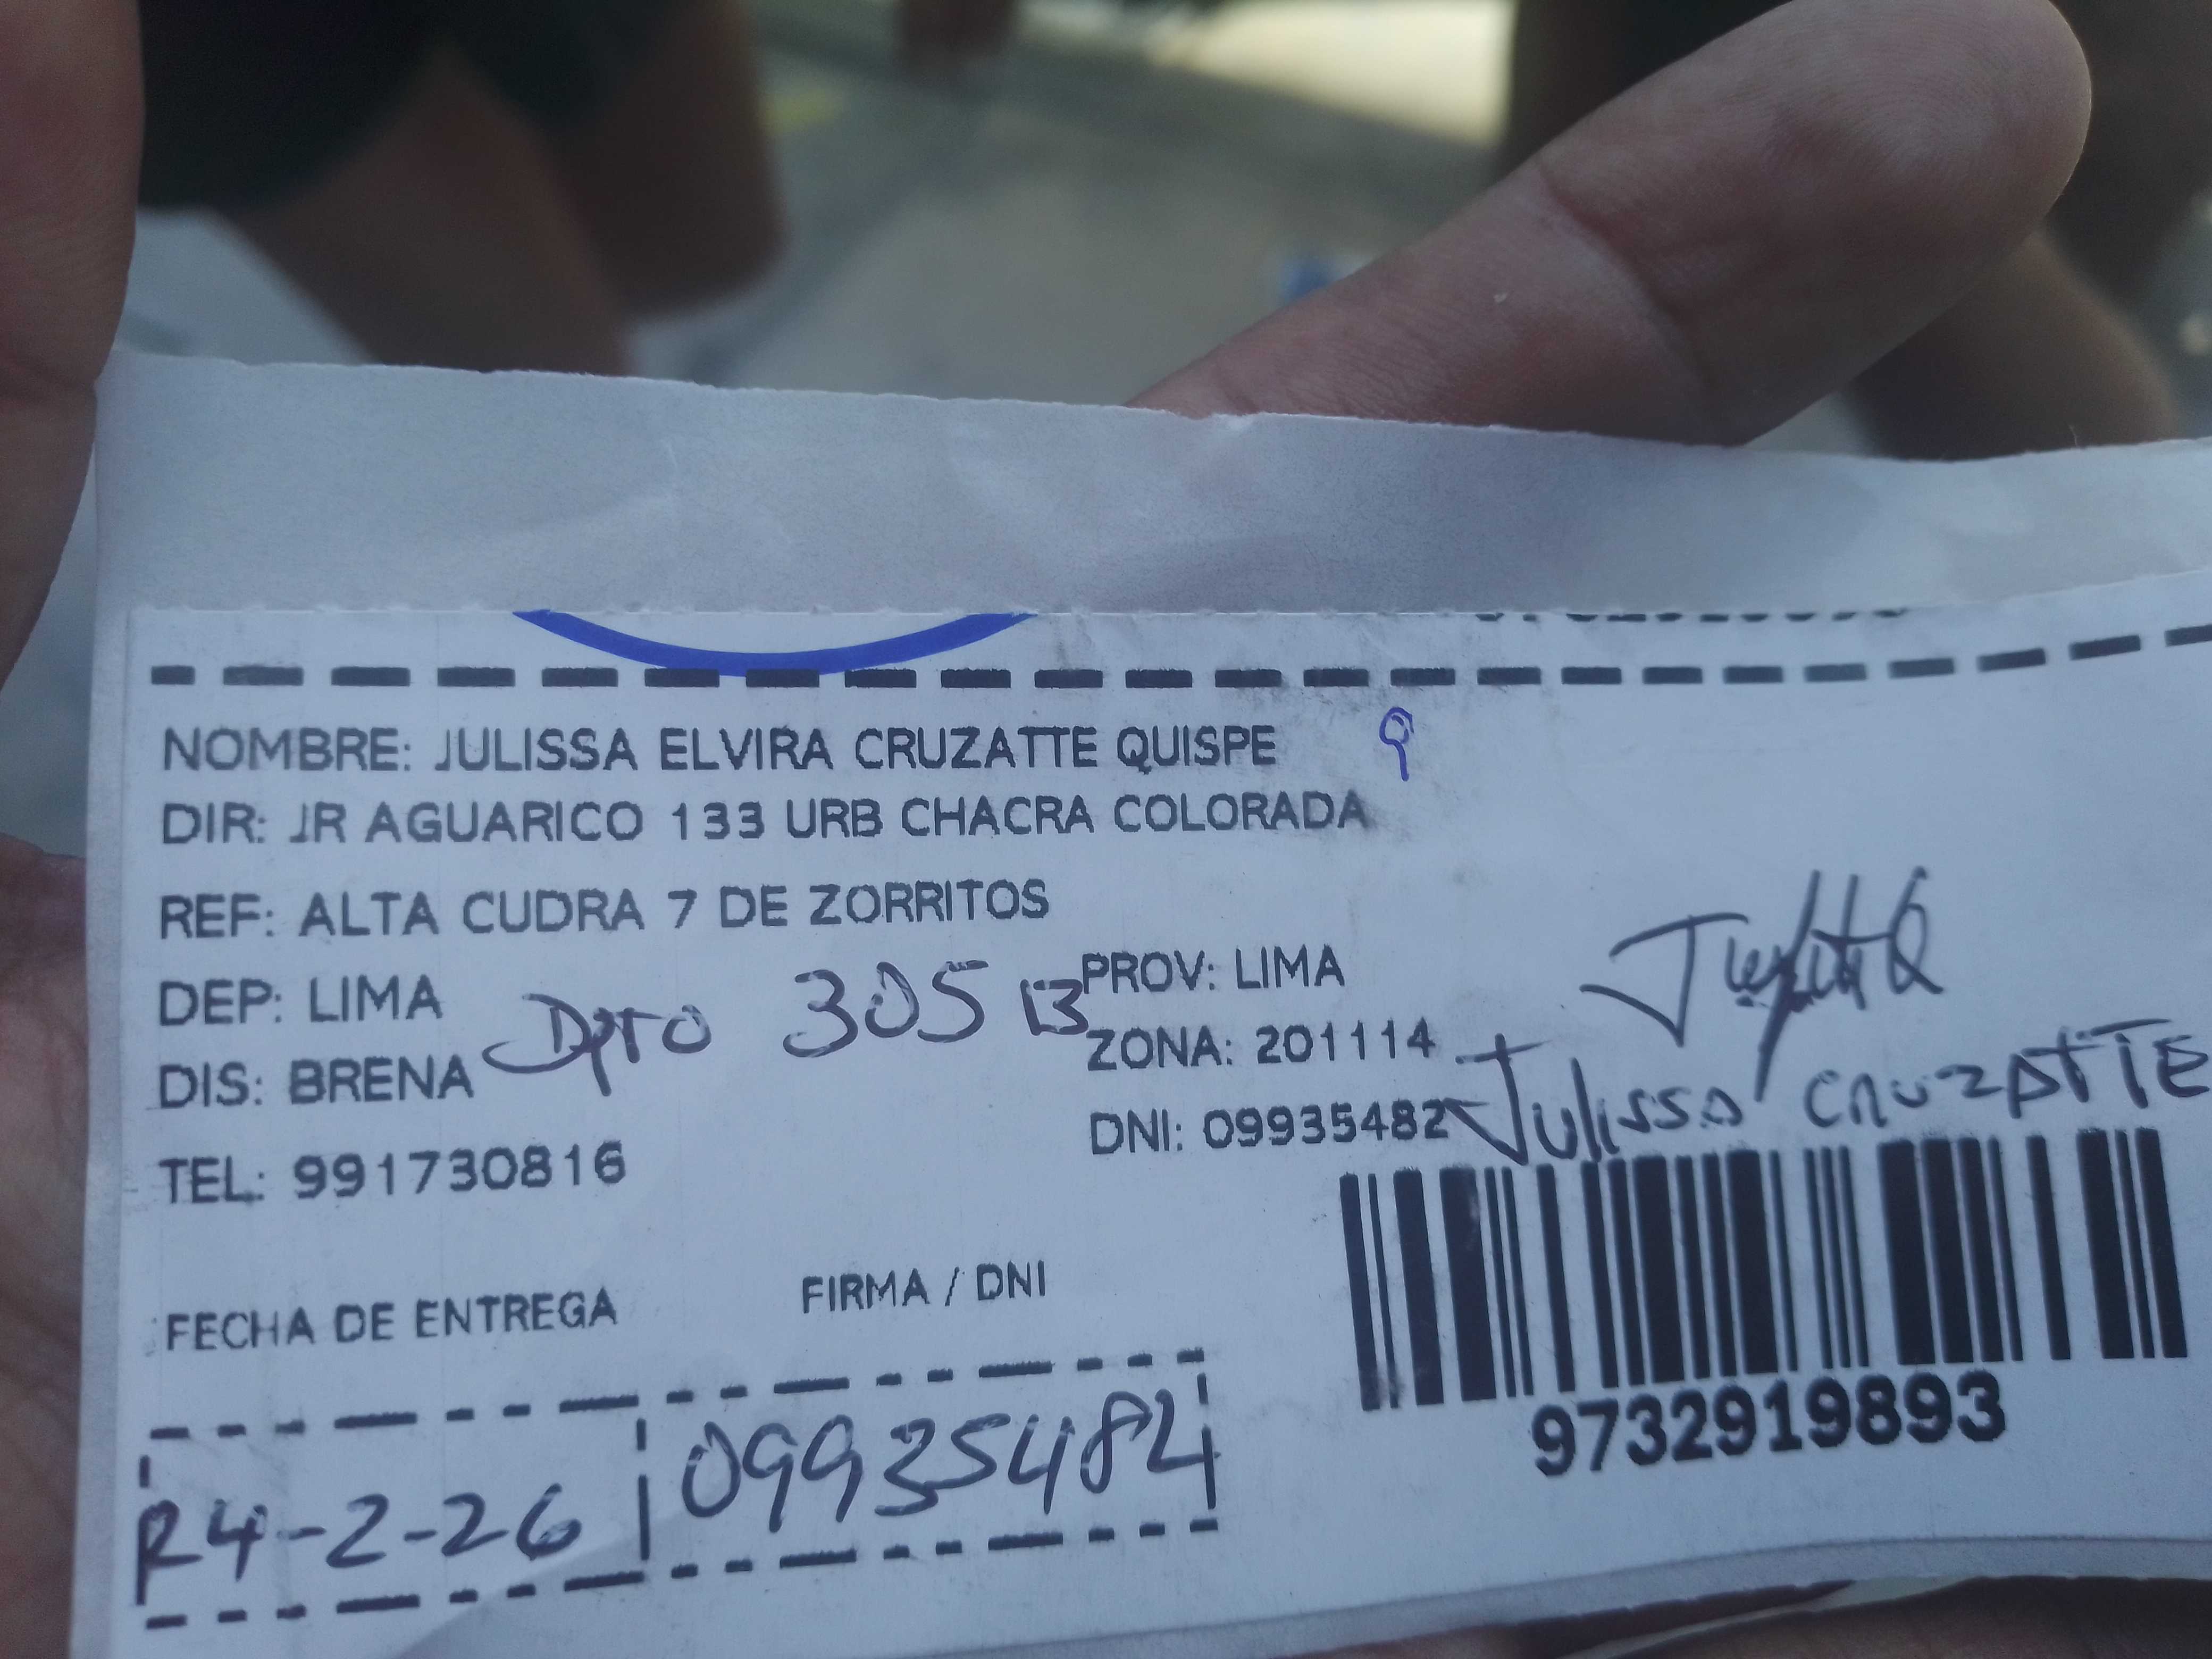 NOMBRE: JULISSA ELVIRA CRUZATTE QUISPE 9
DIR: JR AGUARICO 133 URB CHACRA COLORADA
REF: ALTA CUDRA 7 DE ZORRITOS
DEP: LIMA
PROV: LIMA
Dpto 305 B
DIS: BRENA
ZONA: 201114
TEL: 991730816
DNI: 09935482
Julissa CRUZATTE
FECHA DE ENTREGA
FIRMA / DNI
R4-2-26
09935482
9732919893